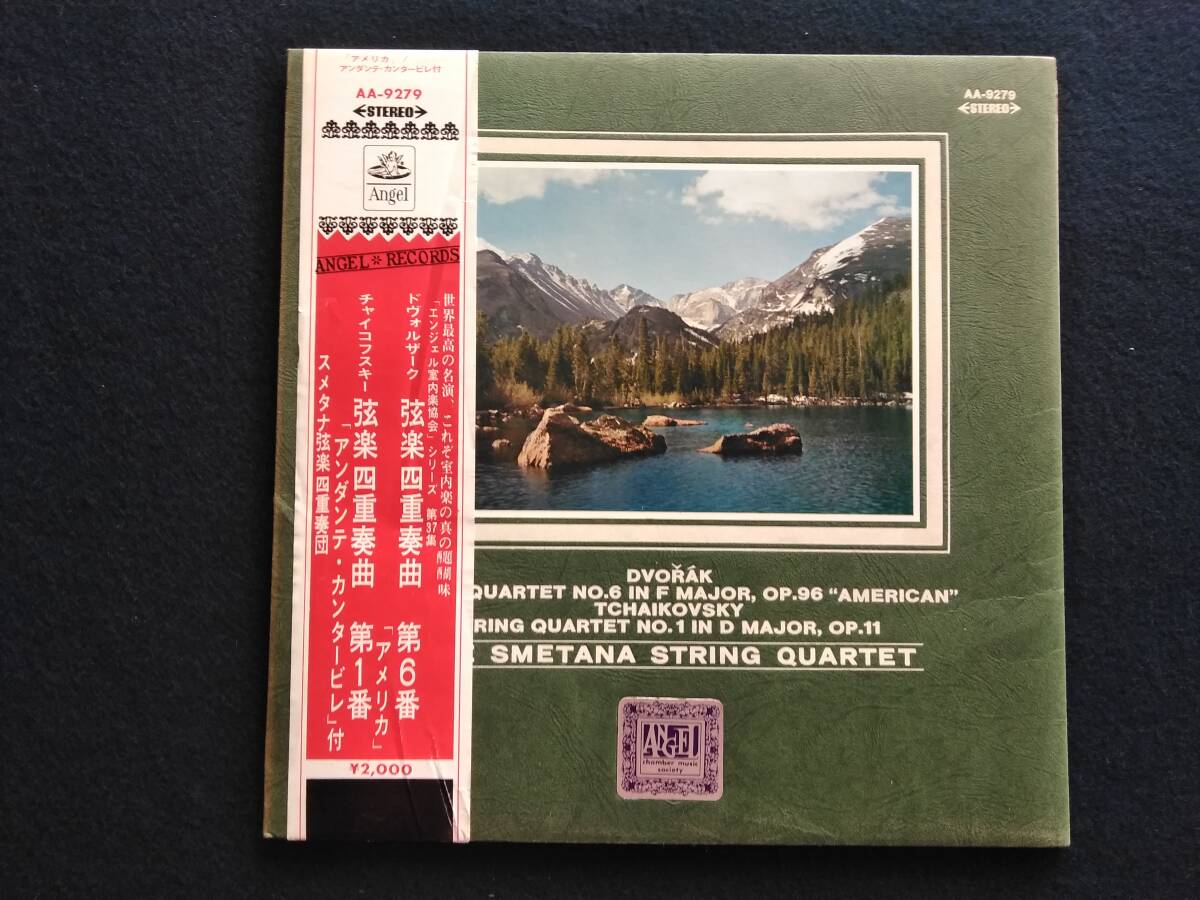 「アメリカ」/
アンダンテ・カンタービレ付
AA-9279
STEREO
Angel
ANGEL RECORDS
世界最高の名演、これぞ室内楽の真の醍醐味
「エンジェル室内楽協会」シリーズ 第37集
ドヴォルザーク 弦楽四重奏曲 第6番
「アメリカ」
チャイコフスキー 弦楽四重奏曲 第1番
「アンダンテ・カンタービレ」付
スメタナ弦楽四重奏団
¥2,000
AA-9279
STEREO
DVOŘÁK
QUARTET NO.6 IN F MAJOR, OP.96 “AMERICAN”
TCHAIKOVSKY
RING QUARTET NO.1 IN D MAJOR, OP.11
E SMETANA STRING QUARTET
ANGEL
chamber music
society